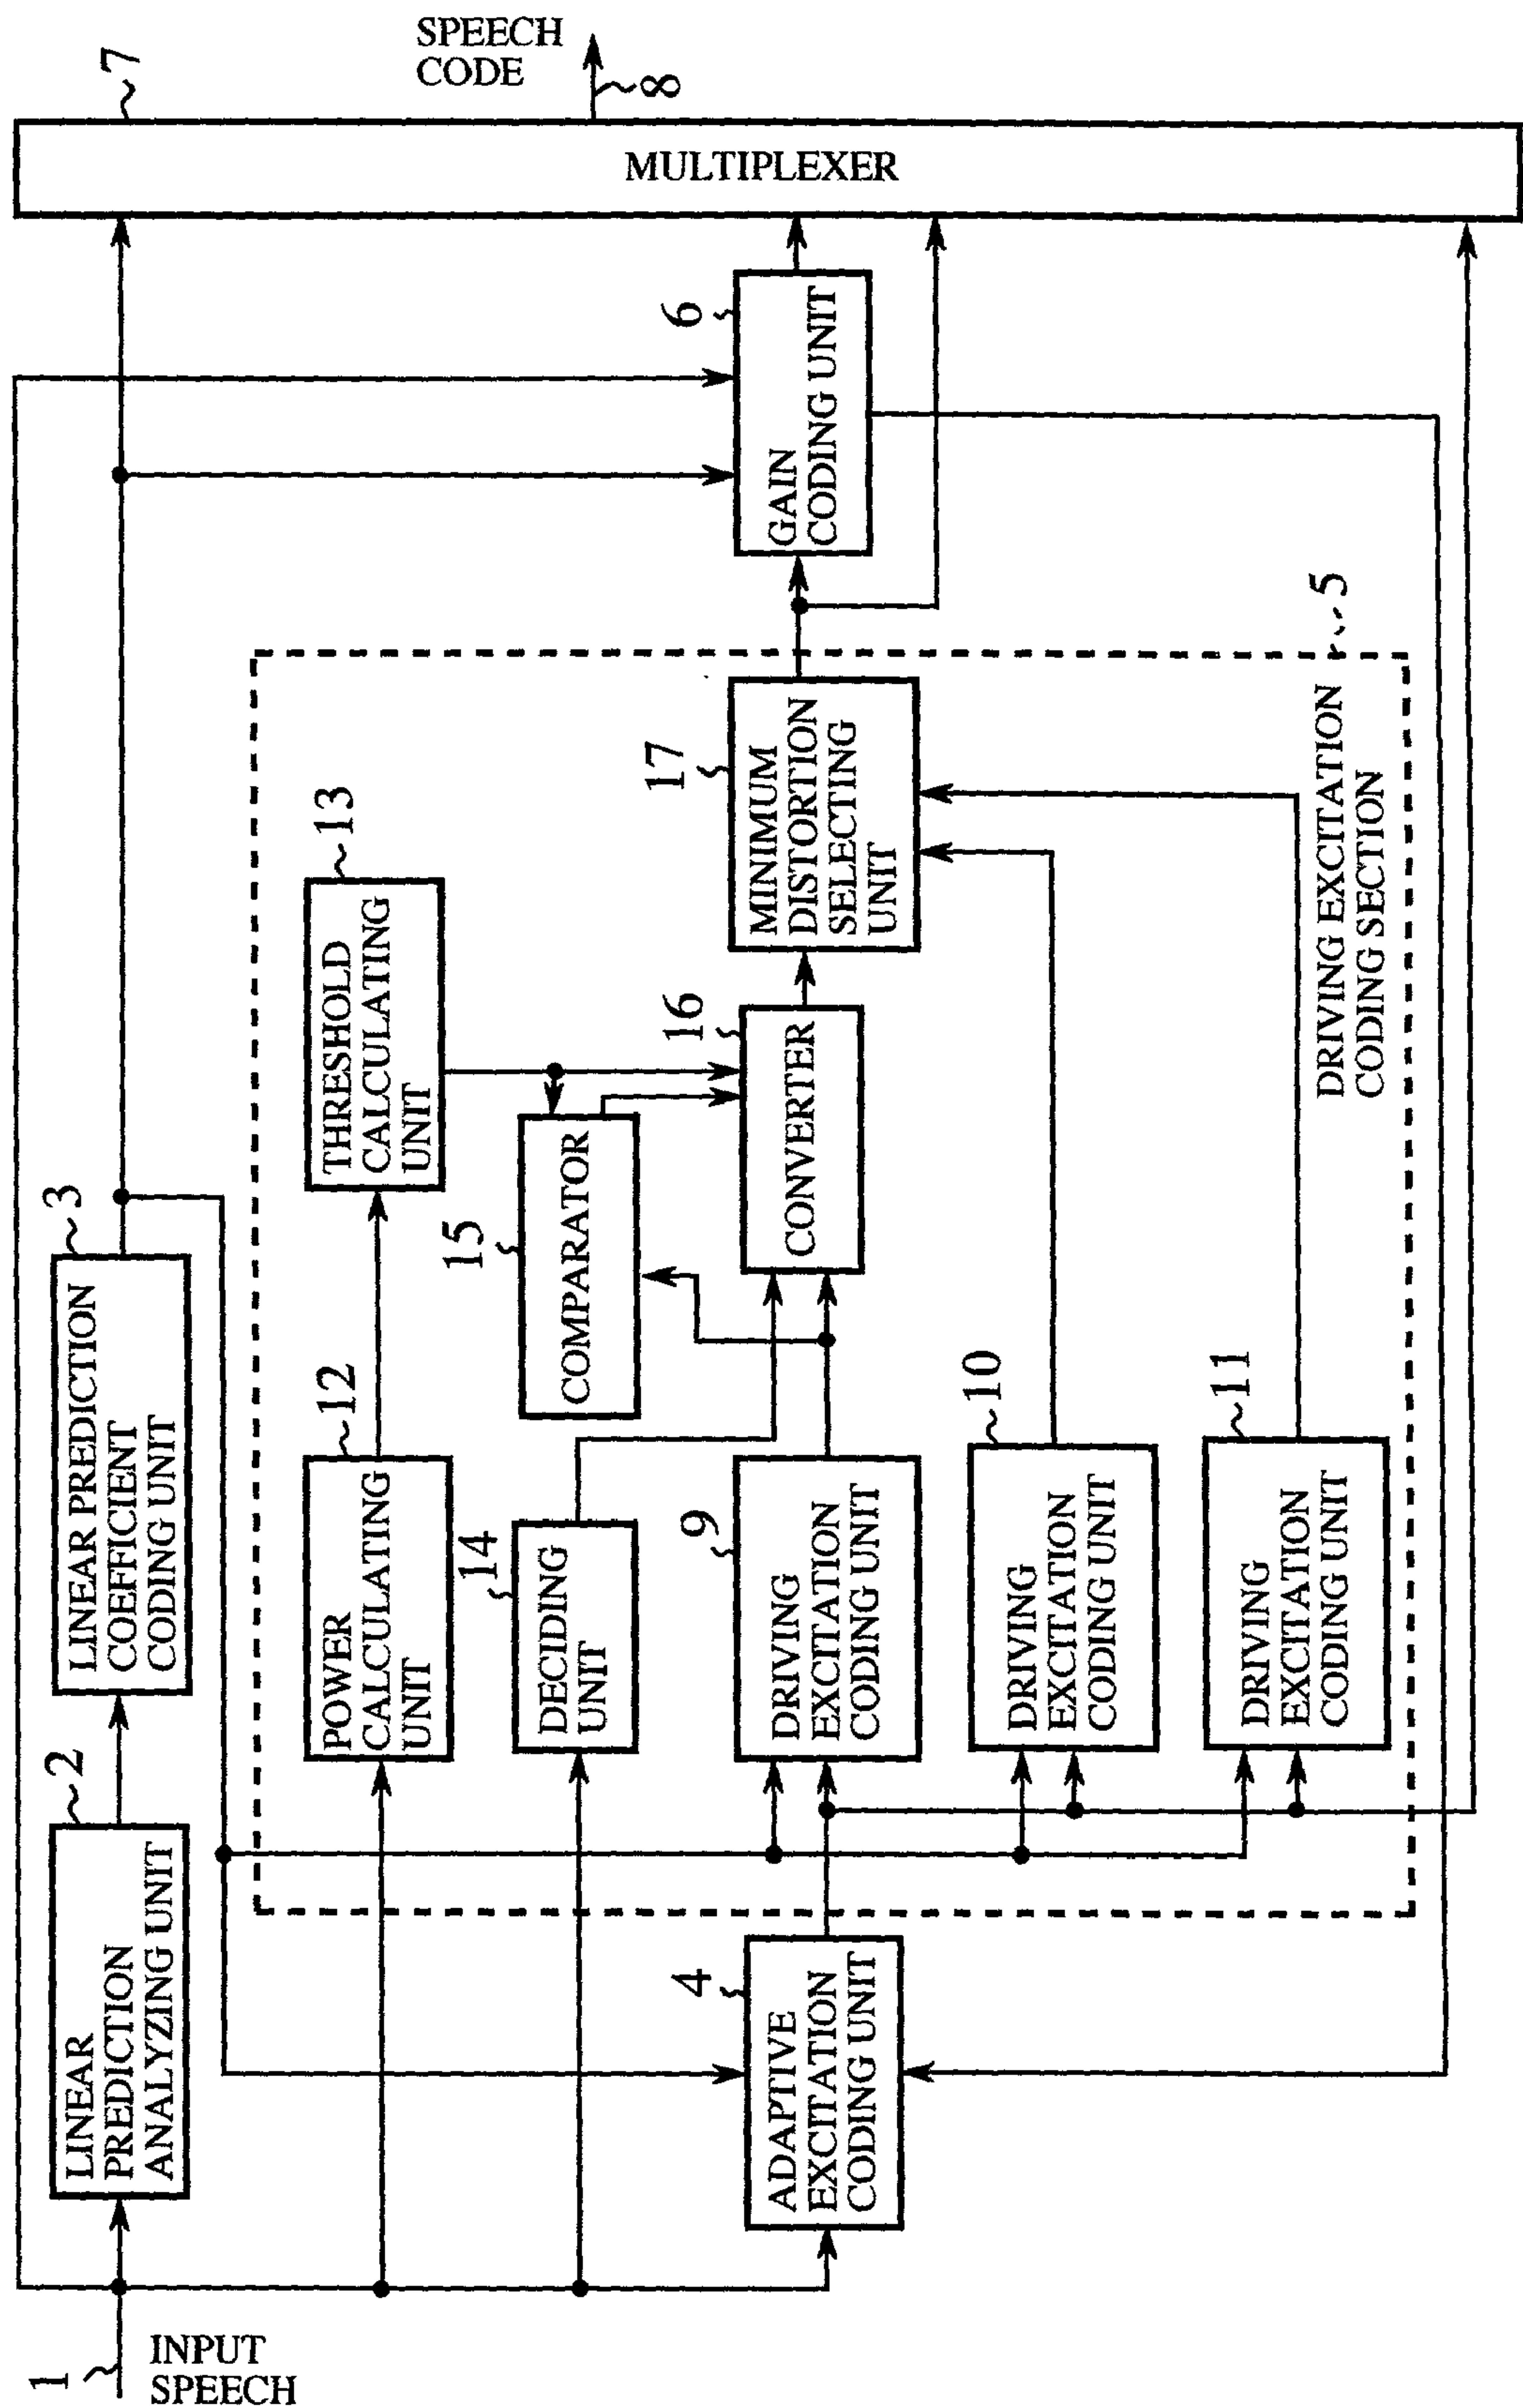 1
INPUT
SPEECH
2
LINEAR
PREDICTION
ANALYZING UNIT
3
LINEAR PREDICTION
COEFFICIENT
CODING UNIT
7
MULTIPLEXER
SPEECH
CODE
8
12
POWER
CALCULATING
UNIT
13
THRESHOLD
CALCULATING
UNIT
14
DECIDING
UNIT
15
COMPARATOR
4
ADAPTIVE
EXCITATION
CODING UNIT
9
DRIVING
EXCITATION
CODING UNIT
16
CONVERTER
17
MINIMUM
DISTORTION
SELECTING
UNIT
6
GAIN
CODING UNIT
10
DRIVING
EXCITATION
CODING UNIT
11
DRIVING
EXCITATION
CODING UNIT
DRIVING EXCITATION
CODING SECTION
5